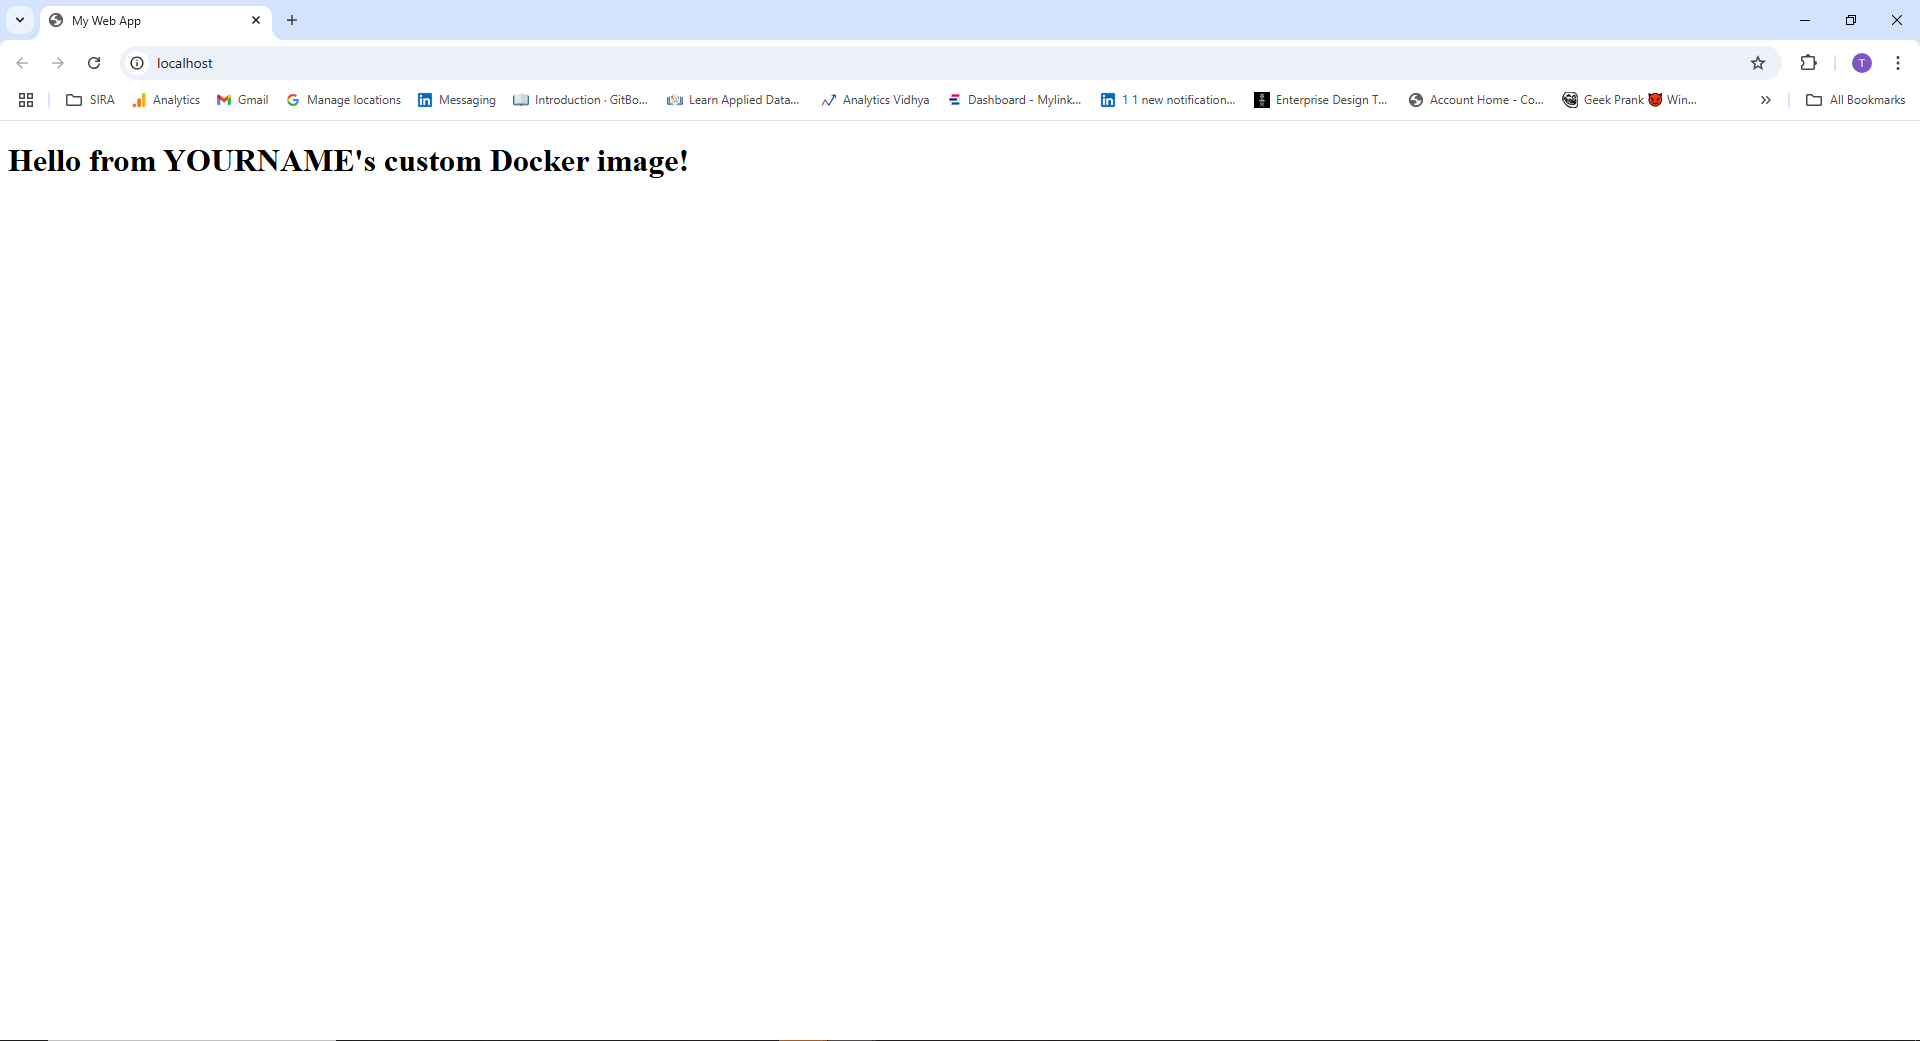 My Web App
localhost
T
SIRA Analytics Gmail Manage locations Messaging Introduction · GitBo... Learn Applied Data... Analytics Vidhya Dashboard - Mylink... 1 1 new notification... Enterprise Design T... Account Home - Co... Geek Prank 😈 Win... All Bookmarks
Hello from YOURNAME's custom Docker image!